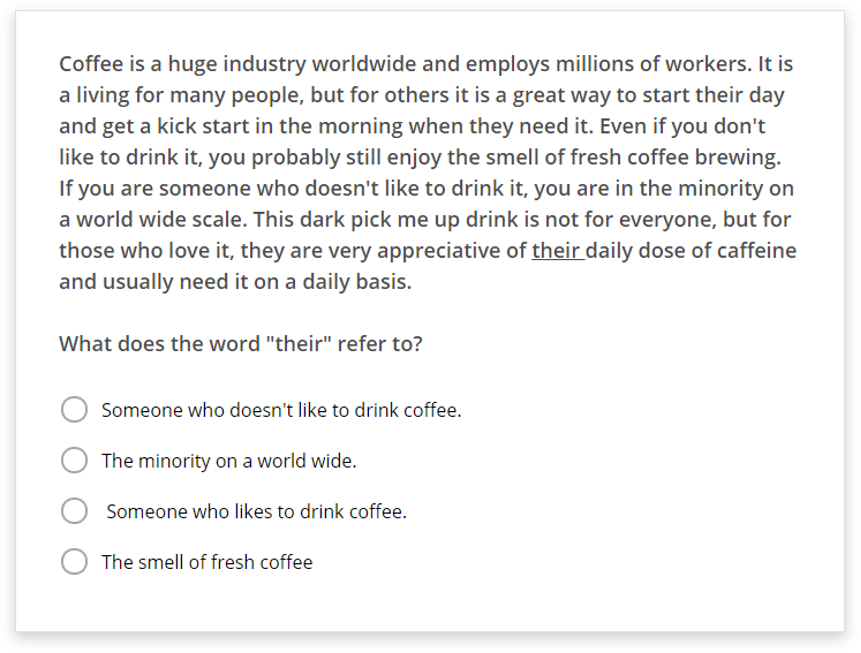 Coffee is a huge industry worldwide and employs millions of workers. It is
a living for many people, but for others it is a great way to start their day
and get a kick start in the morning when they need it. Even if you don't
like to drink it, you probably still enjoy the smell of fresh coffee brewing.
If you are someone who doesn't like to drink it, you are in the minority on
a world wide scale. This dark pick me up drink is not for everyone, but for
those who love it, they are very appreciative of their daily dose of caffeine
and usually need it on a daily basis.
What does the word "their" refer to?
Someone who doesn't like to drink coffee.
The minority on a world wide.
Someone who likes to drink coffee.
The smell of fresh coffee